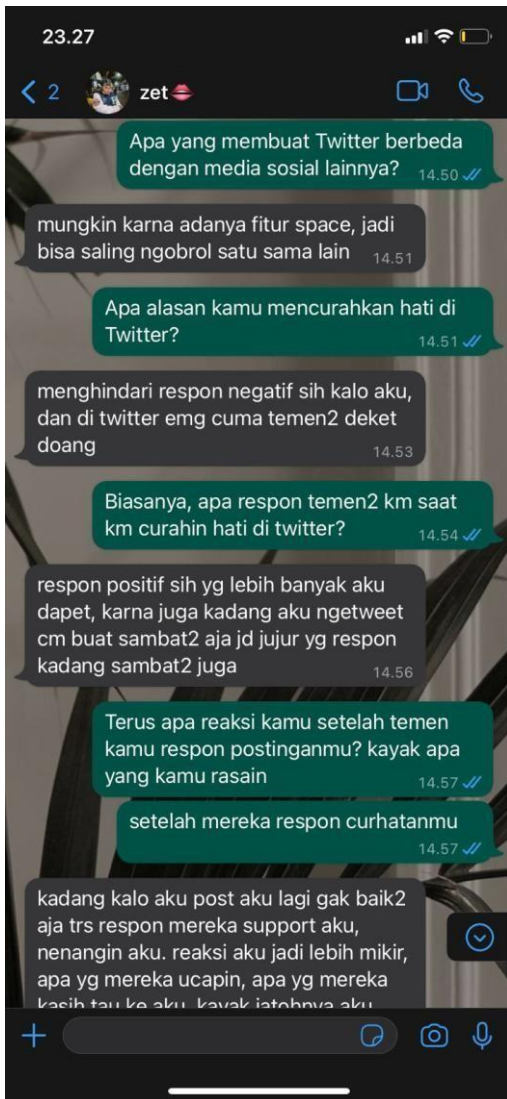 23.27
2
zet
Apa yang membuat Twitter berbeda
dengan media sosial lainnya? 14.50
mungkin karna adanya fitur space, jadi
bisa saling ngobrol satu sama lain 14.51
Apa alasan kamu mencurahkan hati di
Twitter? 14.51
menghindari respon negatif sih kalo aku,
dan di twitter emg cuma temen2 deket
doang 14.53
Biasanya, apa respon temen2 km saat
km curahin hati di twitter? 14.54
respon positif sih yg lebih banyak aku
dapet, karna juga kadang aku ngetweet
cm buat sambat2 aja jd jujur yg respon
kadang sambat2 juga 14.56
Terus apa reaksi kamu setelah temen
kamu respon postinganmu? kayak apa
yang kamu rasain 14.57
setelah mereka respon curhatanmu
14.57
kadang kalo aku post aku lagi gak baik2
aja trs respon mereka support aku,
nenangin aku. reaksi aku jadi lebih mikir,
apa yg mereka ucapin, apa yg mereka
kasih tau ke aku, kayak jatohnya aku